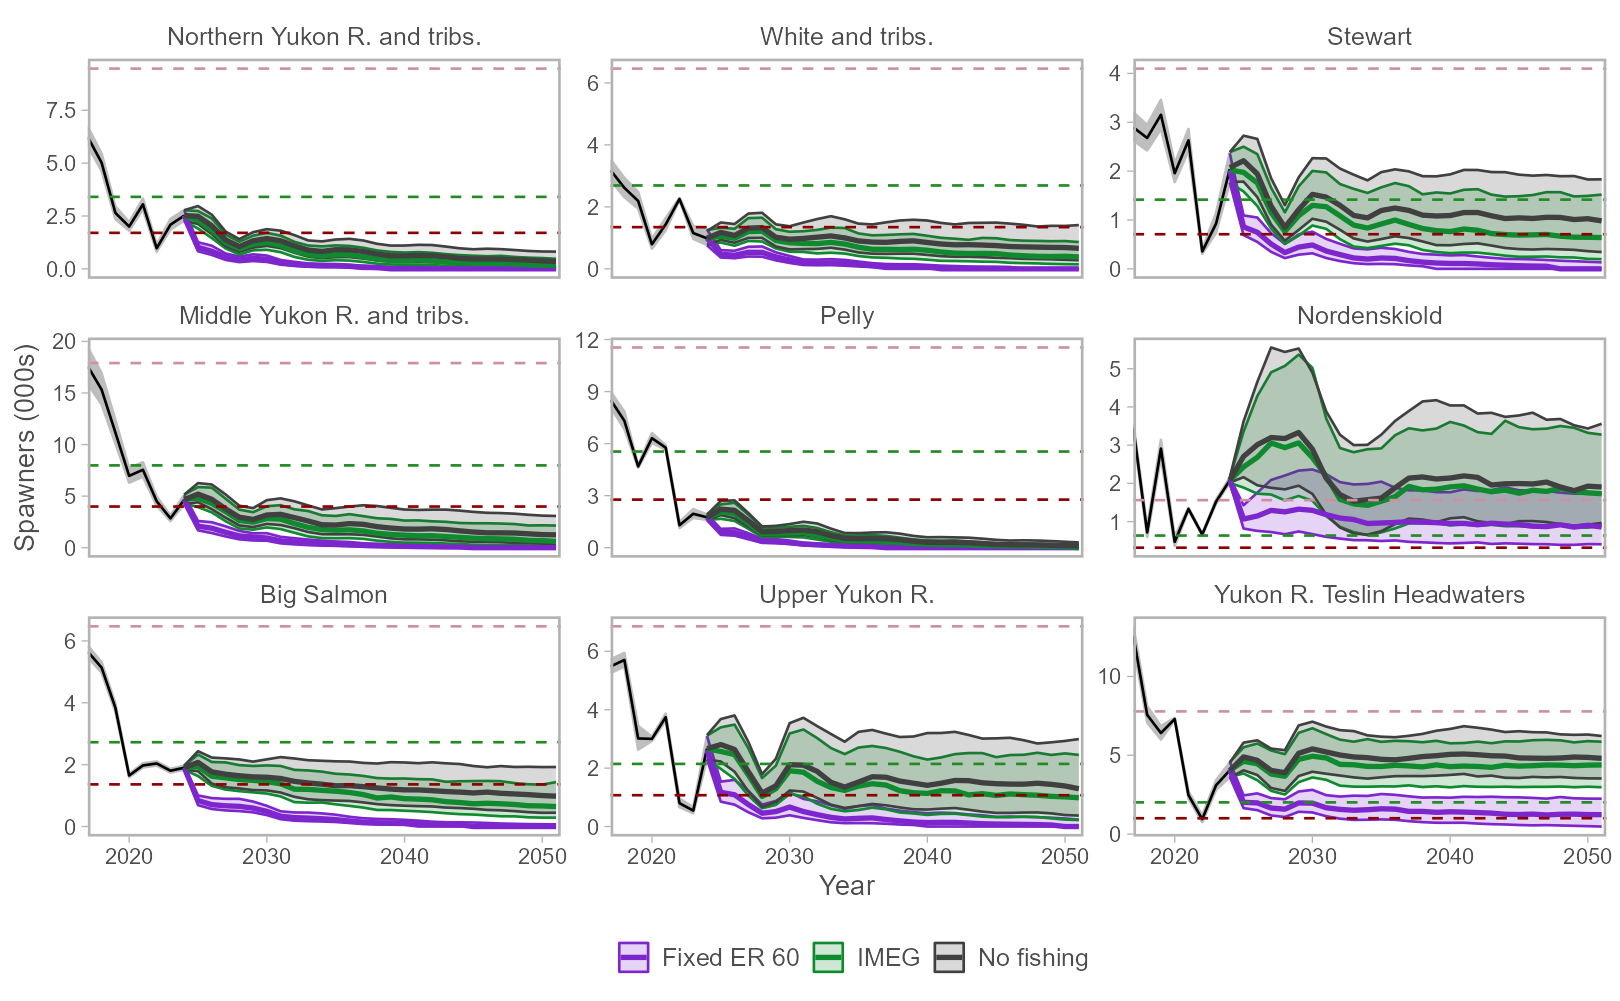 Northern Yukon R. and tribs.
White and tribs.
Stewart
7.5
5.0
2.5
0.0
6
4
2
0
4
3
2
1
0
Middle Yukon R. and tribs.
Pelly
Nordenskiold
20
15
10
5
0
12
9
6
3
0
5
4
3
2
1
Spawners (000s)
Big Salmon
Upper Yukon R.
Yukon R. Teslin Headwaters
6
4
2
0
6
4
2
0
10
5
0
2020 2030 2040 2050
2020 2030 2040 2050
2020 2030 2040 2050
Year
Fixed ER 60 IMEG No fishing